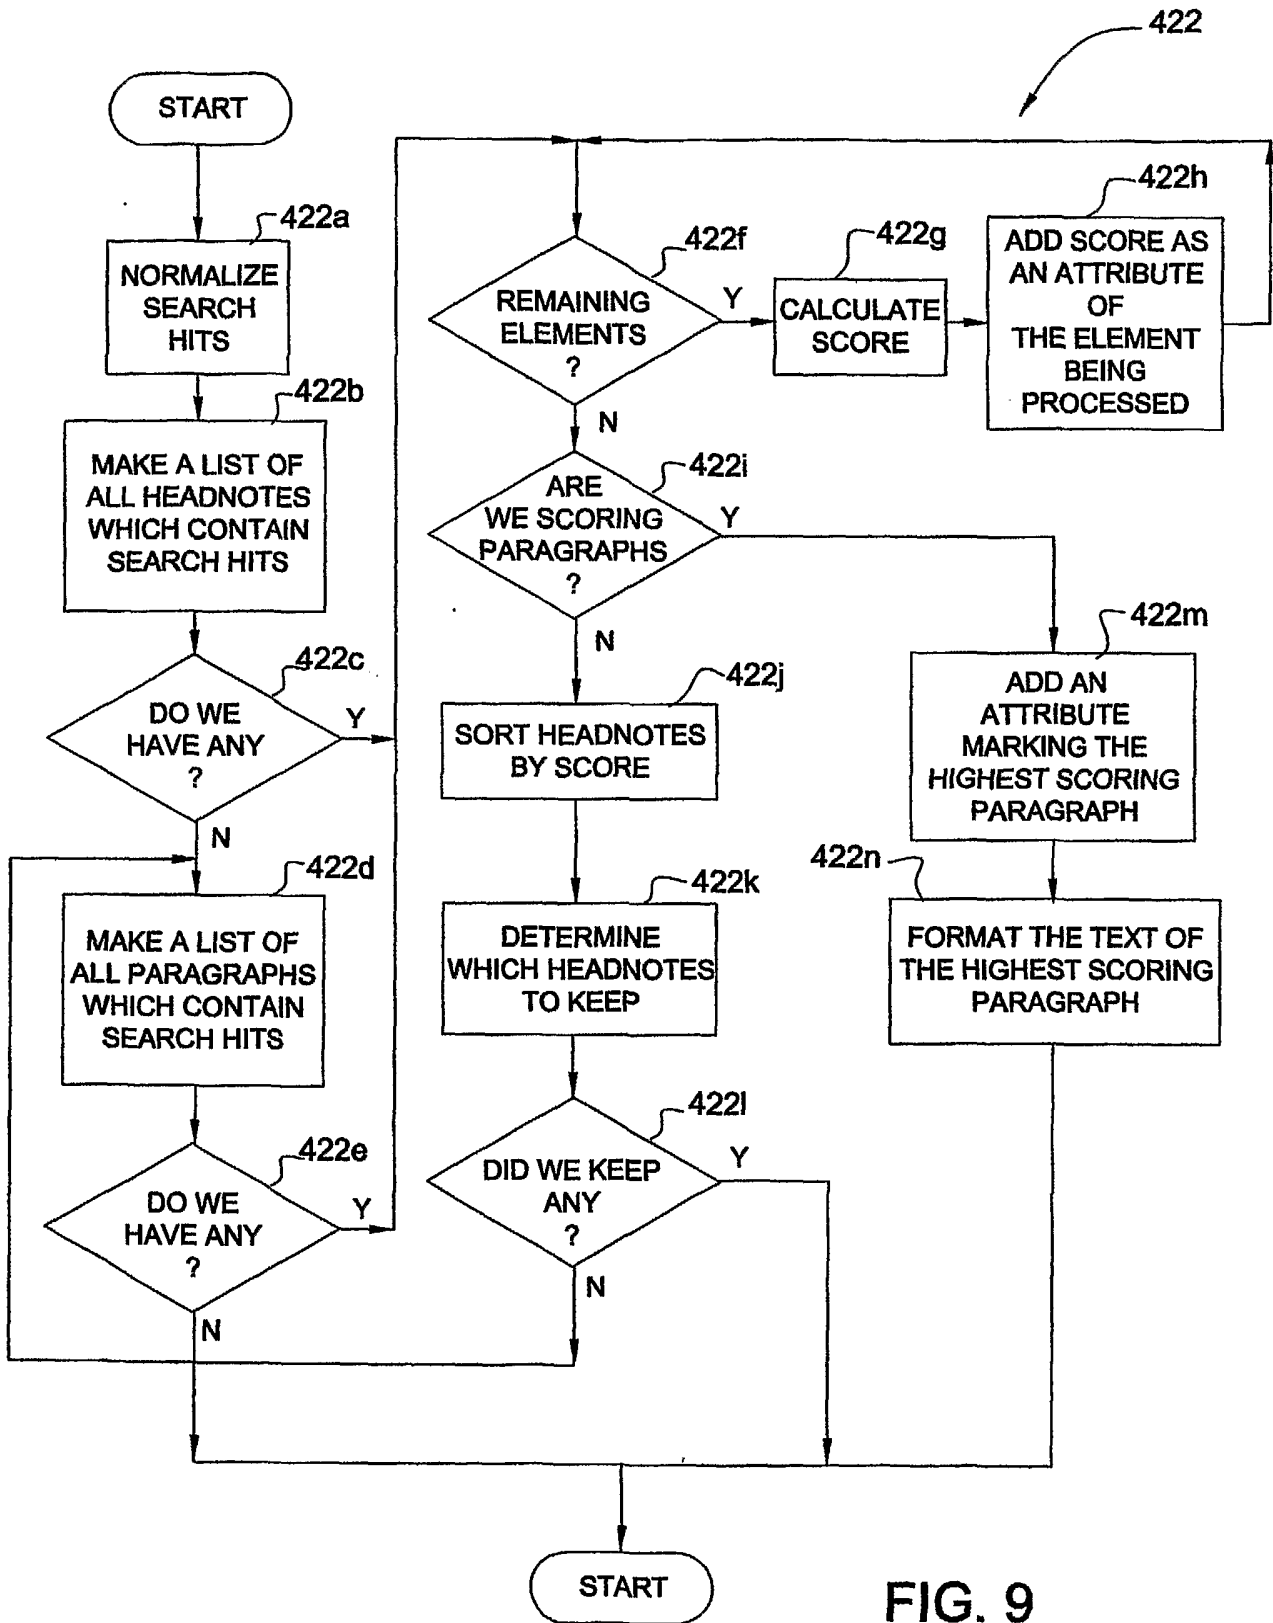 422
START
422a
NORMALIZE
SEARCH
HITS
422b
MAKE A LIST OF
ALL HEADNOTES
WHICH CONTAIN
SEARCH HITS
422c
DO WE
HAVE ANY
?
Y
N
422d
MAKE A LIST OF
ALL PARAGRAPHS
WHICH CONTAIN
SEARCH HITS
422e
DO WE
HAVE ANY
?
Y
N
422f
REMAINING
ELEMENTS
?
Y
N
422g
CALCULATE
SCORE
422h
ADD SCORE AS
AN ATTRIBUTE
OF
THE ELEMENT
BEING
PROCESSED
422i
ARE
WE SCORING
PARAGRAPHS
?
Y
N
422j
SORT HEADNOTES
BY SCORE
422k
DETERMINE
WHICH HEADNOTES
TO KEEP
422l
DID WE KEEP
ANY
?
Y
N
422m
ADD AN
ATTRIBUTE
MARKING THE
HIGHEST SCORING
PARAGRAPH
422n
FORMAT THE TEXT OF
THE HIGHEST SCORING
PARAGRAPH
START
FIG. 9